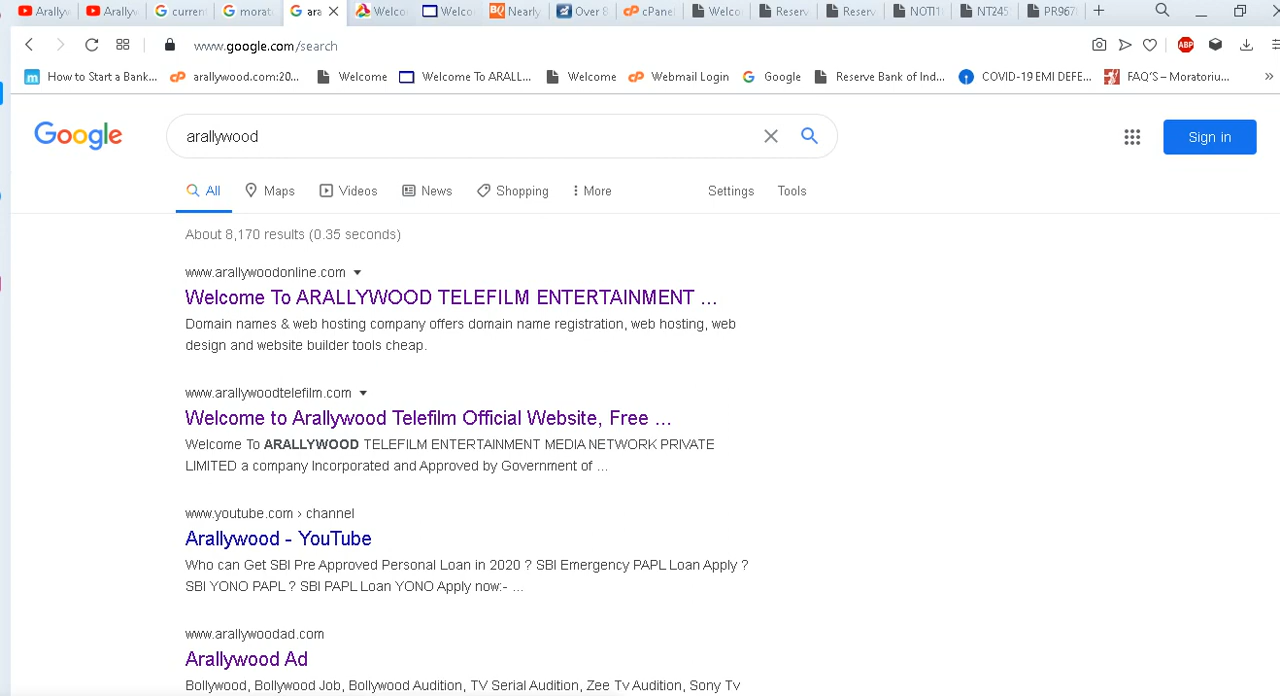 Arallyw Arallyw current morat ara Welco Welco Nearly Over 8 cPanel Welco Reserv Reserv NOTI1 NT245 PR967
www.google.com/search
How to Start a Bank... arallywood.com:20... Welcome Welcome To ARALL... Welcome Webmail Login Google Reserve Bank of Ind... COVID-19 EMI DEFE... FAQ'S – Moratoriu... »
Google arallywood Sign in
All Maps Videos News Shopping More Settings Tools
About 8,170 results (0.35 seconds)
www.arallywoodonline.com
Welcome To ARALLYWOOD TELEFILM ENTERTAINMENT ...
Domain names & web hosting company offers domain name registration, web hosting, web
design and website builder tools cheap.
www.arallywoodtelefilm.com
Welcome to Arallywood Telefilm Official Website, Free ...
Welcome To ARALLYWOOD TELEFILM ENTERTAINMENT MEDIA NETWORK PRIVATE
LIMITED a company Incorporated and Approved by Government of ...
www.youtube.com › channel
Arallywood - YouTube
Who can Get SBI Pre Approved Personal Loan in 2020 ? SBI Emergency PAPL Loan Apply ?
SBI YONO PAPL ? SBI PAPL Loan YONO Apply now:- ...
www.arallywoodad.com
Arallywood Ad
Bollywood, Bollywood Job, Bollywood Audition, TV Serial Audition, Zee Tv Audition, Sony Tv